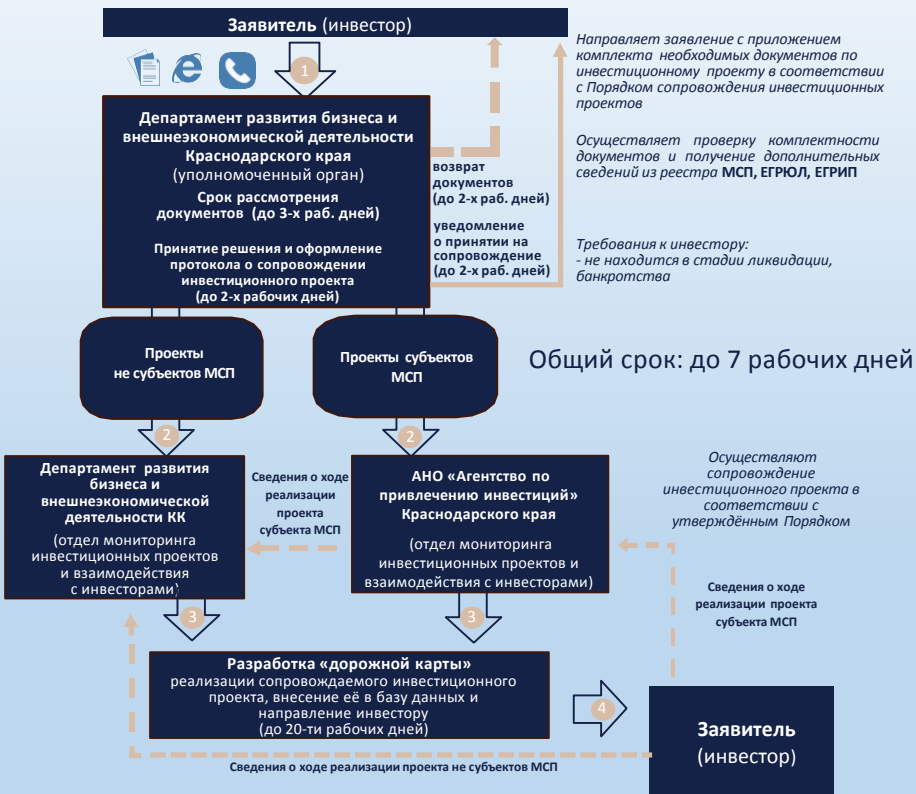 Заявитель (инвестор)
1
Направляет заявление с приложением
комплекта необходимых документов по
инвестиционному проекту в соответствии
с Порядком сопровождения инвестиционных
проектов
Департамент развития бизнеса и
внешнеэкономической деятельности
Краснодарского края
(уполномоченный орган)
Срок рассмотрения
документов (до 3-х раб. дней)
Принятие решения и оформление
протокола о сопровождении
инвестиционного проекта
(до 2-х рабочих дней)
возврат
документов
(до 2-х раб. дней)
уведомление
о принятии на
сопровождение
(до 2-х раб. дней)
Осуществляет проверку комплектности
документов и получение дополнительных
сведений из реестра МСП, ЕГРЮЛ, ЕГРИП
Требования к инвестору:
- не находится в стадии ликвидации,
банкротства
Проекты
не субъектов МСП
Проекты субъектов
МСП
Общий срок: до 7 рабочих дней
2
2
Департамент развития
бизнеса и
внешнеэкономической
деятельности КК
(отдел мониторинга
инвестиционных проектов
и взаимодействия
с инвесторами)
Сведения о ходе
реализации
проекта
субъекта МСП
АНО «Агентство по
привлечению инвестиций»
Краснодарского края
(отдел мониторинга
инвестиционных проектов и
взаимодействия с инвесторами)
Осуществляют
сопровождение
инвестиционного проекта в
соответствии с
утверждённым Порядком
3
3
Сведения о ходе
реализации проекта
субъекта МСП
Разработка «дорожной карты»
реализации сопровождаемого инвестиционного
проекта, внесение её в базу данных и
направление инвестору
(до 20-ти рабочих дней)
4
Заявитель
(инвестор)
Сведения о ходе реализации проекта не субъектов МСП